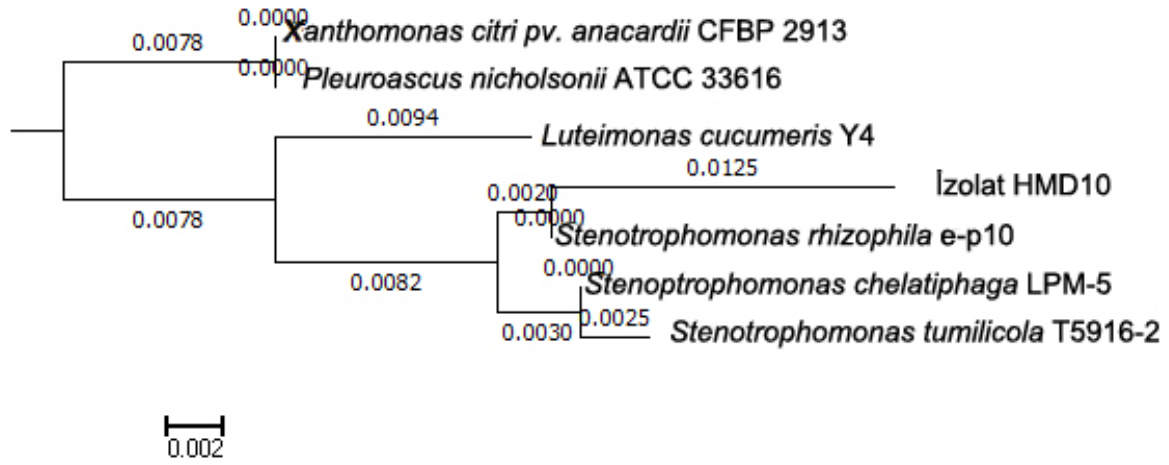 0.0000
Xanthomonas citri pv. anacardii CFBP 2913
0.0078
0.0000
Pleuroascus nicholsonii ATCC 33616
0.0094
Luteimonas cucumeris Y4
0.0125
İzolat HMD10
0.0020
0.0078
0.0000
Stenotrophomonas rhizophila e-p10
0.0000
0.0082
Stenoptrophomonas chelatiphaga LPM-5
0.0025
0.0030
Stenotrophomonas tumilicola T5916-2
0.002